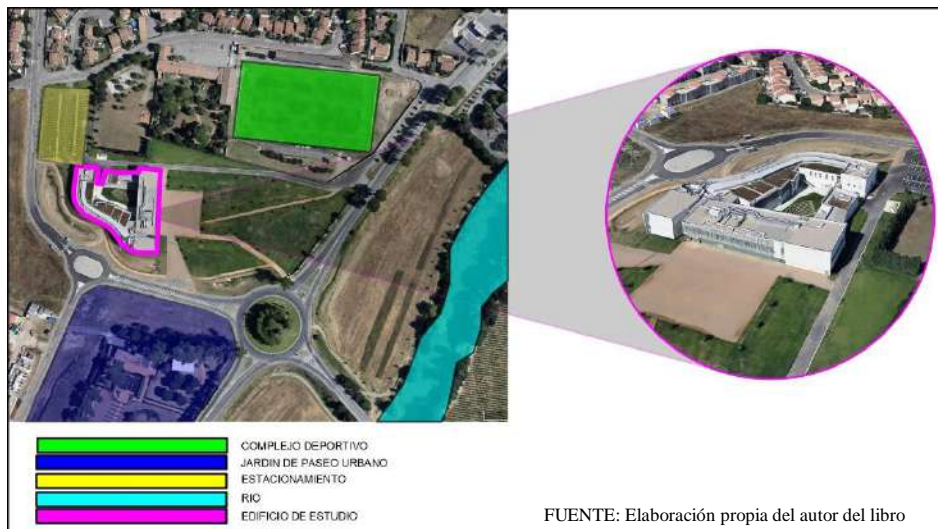 COMPLEJO DEPORTIVO
JARDIN DE PASEO URBANO
ESTACIONAMIENTO
RIO
EDIFICIO DE ESTUDIO
FUENTE: Elaboración propia del autor del libro